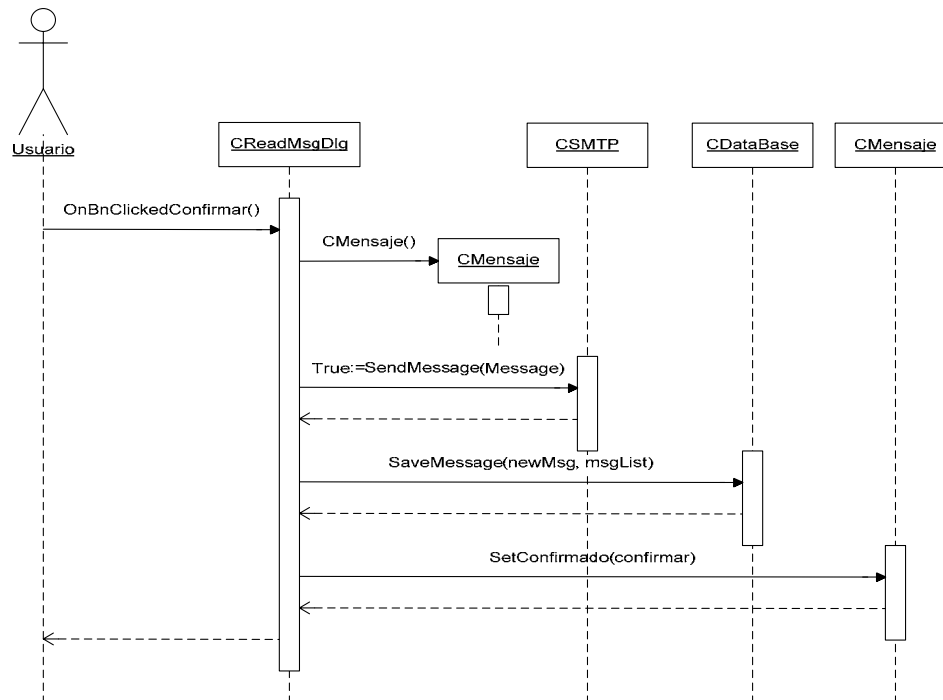 Usuario
CReadMsgDlg
CSMTP
CDataBase
CMensaje
OnBnClickedConfirmar()
CMensaje()
CMensaje
True:=SendMessage(Message)
SaveMessage(newMsg, msgList)
SetConfirmado(confirmar)